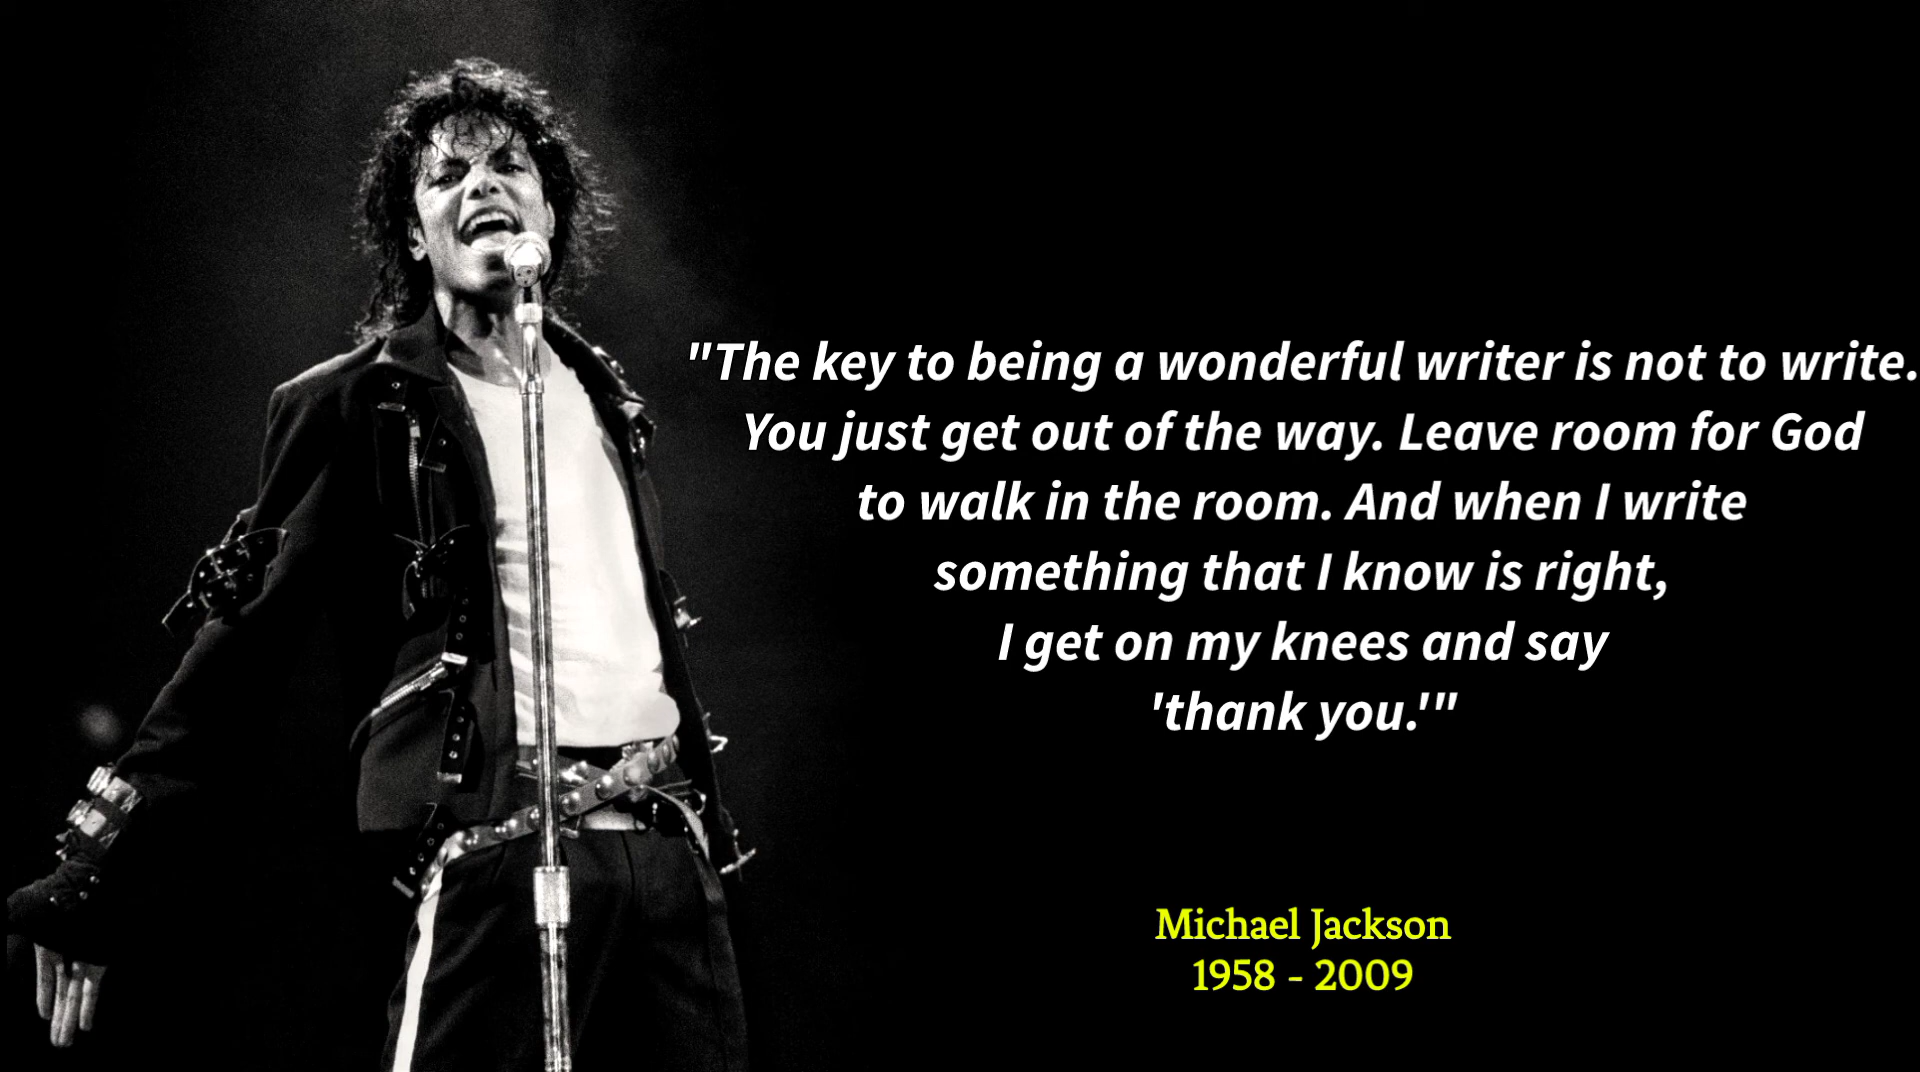 "The key to being a wonderful writer is not to write.
You just get out of the way. Leave room for God
to walk in the room. And when I write
something that I know is right,
I get on my knees and say
'thank you.'"
Michael Jackson
1958 - 2009